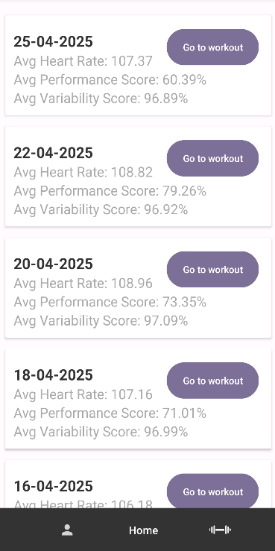 25-04-2025
Go to workout
Avg Heart Rate: 107.37
Avg Performance Score: 60.39%
Avg Variability Score: 96.89%
22-04-2025
Go to workout
Avg Heart Rate: 108.82
Avg Performance Score: 79.26%
Avg Variability Score: 96.92%
20-04-2025
Go to workout
Avg Heart Rate: 108.96
Avg Performance Score: 73.35%
Avg Variability Score: 97.09%
18-04-2025
Go to workout
Avg Heart Rate: 107.16
Avg Performance Score: 71.01%
Avg Variability Score: 96.99%
16-04-2025
Go to workout
Avg Heart Rate: 106.18
Home